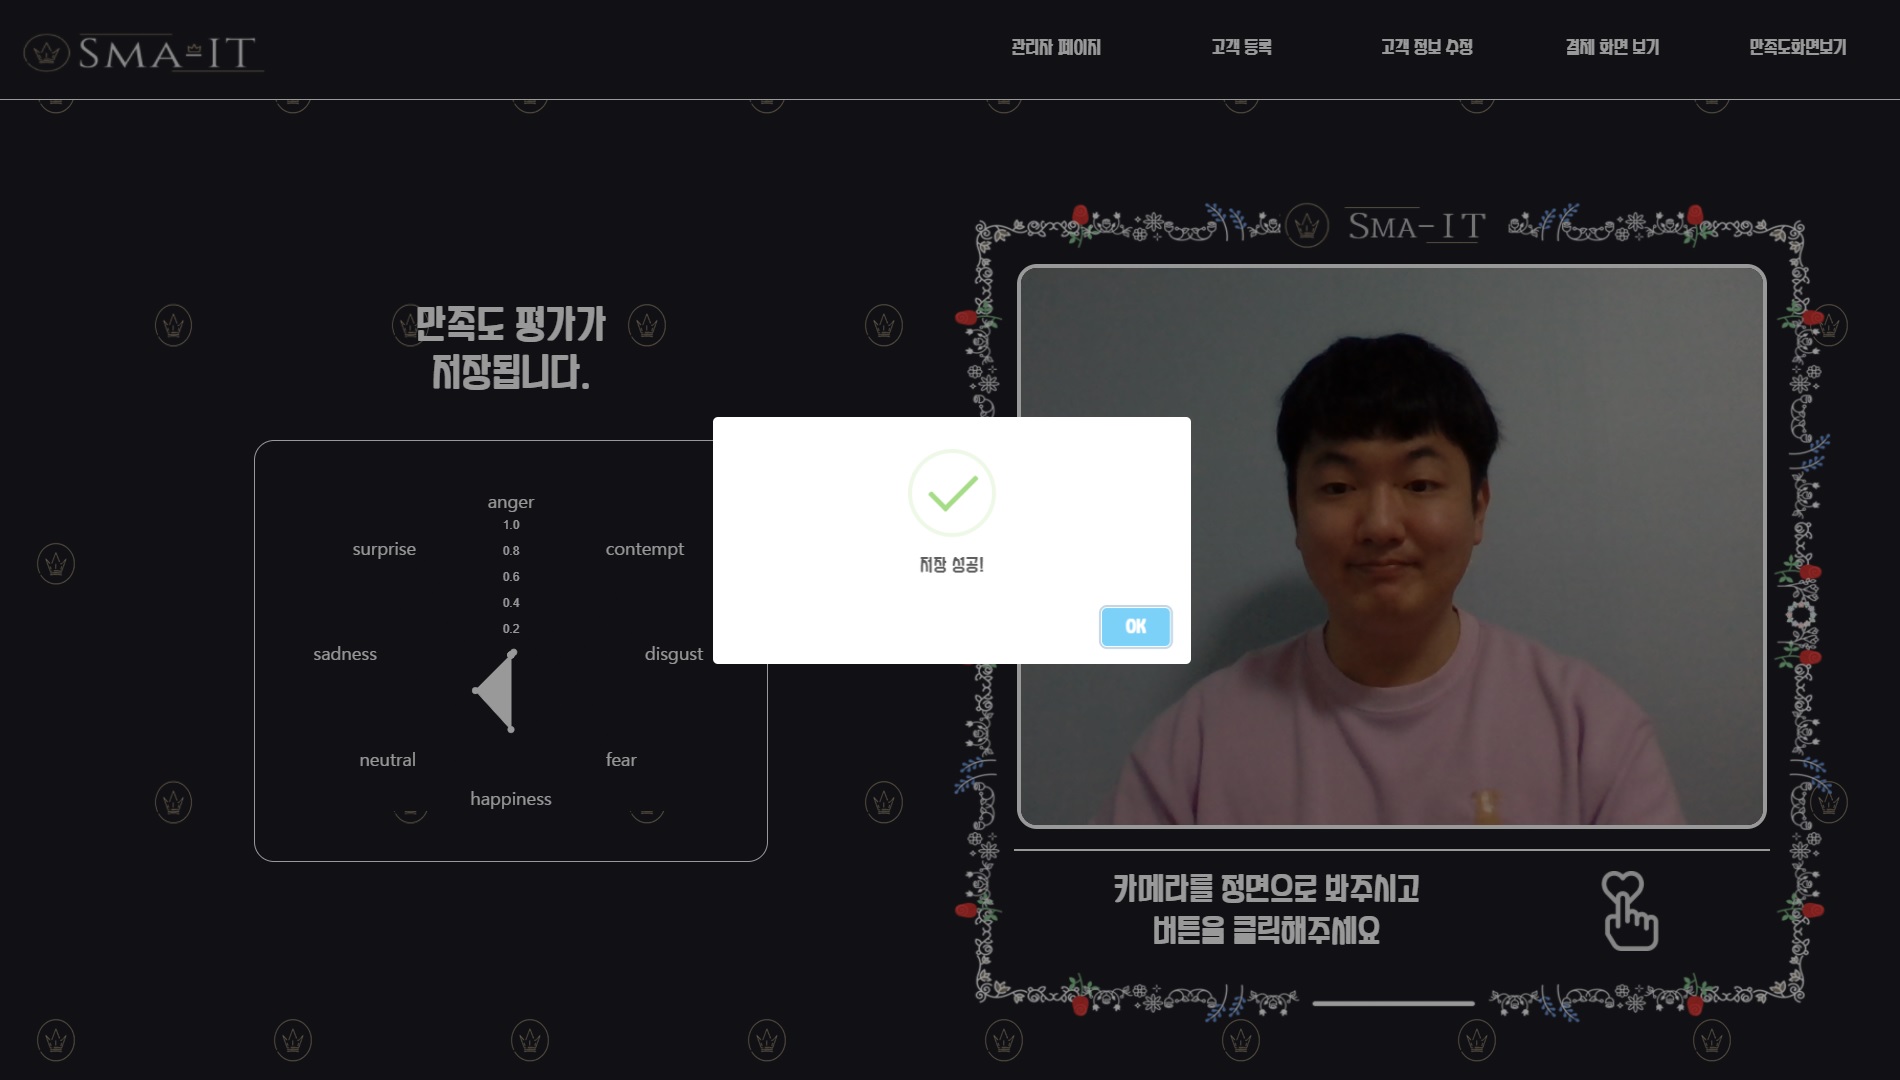 SMA-IT
관리자 페이지
고객 등록
고객 정보 수정
결제 화면 보기
만족도화면보기
만족도 평가가
저장됩니다.
anger
1.0
surprise
0.8
contempt
0.6
0.4
0.2
sadness
disgust
neutral
fear
happiness
저장 성공!
OK
SMA-IT
카메라를 정면으로 봐주시고
버튼을 클릭해주세요